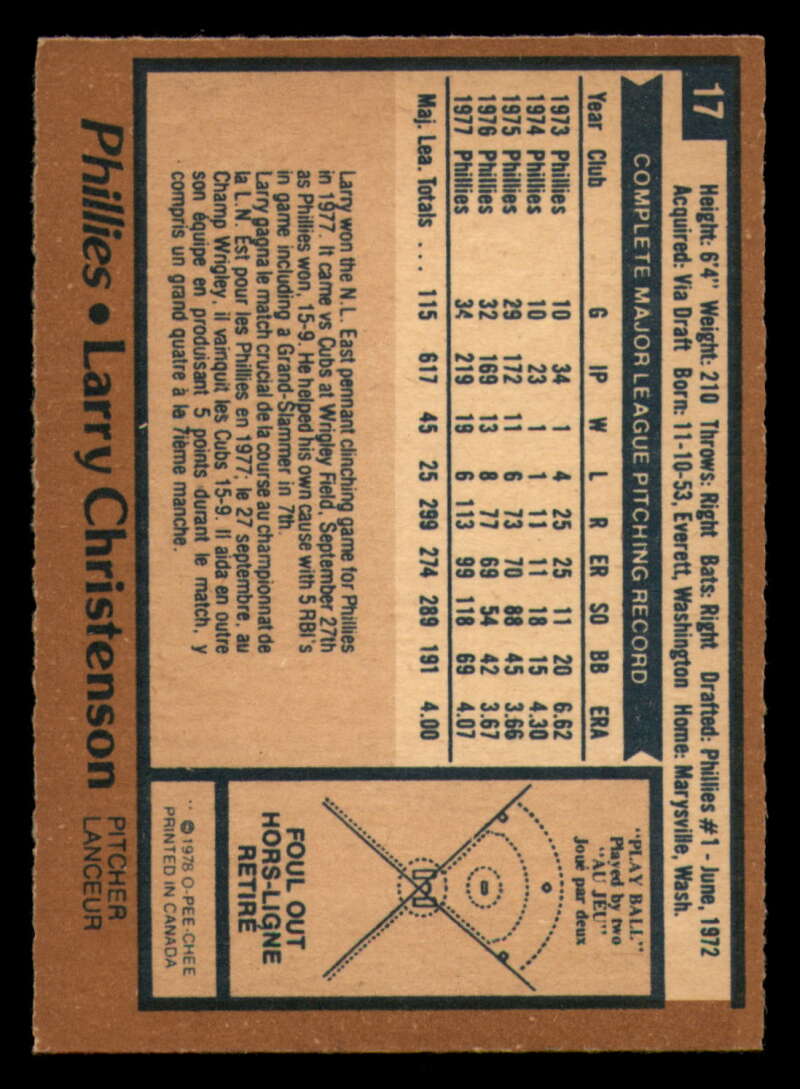 17
Height: 6'4" Weight: 210 Throws: Right Bats: Right Drafted: Phillies #1 - June, 1972
Acquired: Via Draft Born: 11-10-53, Everett, Washington Home: Marysville, Wash.
COMPLETE MAJOR LEAGUE PITCHING RECORD
Year Club G IP W L R ER SO BB ERA
1973 Phillies 10 34 1 4 25 25 11 20 6.62
1974 Phillies 10 23 1 1 11 11 18 15 4.30
1975 Phillies 29 172 11 6 73 70 88 45 3.66
1976 Phillies 32 169 13 8 77 69 54 42 3.67
1977 Phillies 34 219 19 6 113 99 118 69 4.07
Maj. Lea. Totals ... 115 617 45 25 299 274 289 191 4.00
Larry won the N.L. East pennant clinching game for Phillies
in 1977. It came vs Cubs at Wrigley Field, September 27th
as Phillies won, 15-9. He helped his own cause with 5 RBI's
in game including a Grand-Slammer in 7th.
Larry gagna le match crucial de la course au championnat de
la L.N. Est pour les Phillies en 1977; le 27 septembre, au
Champ Wrigley, il vainquit les Cubs 15-9. Il aida en outre
son équipe en produisant 5 points durant le match, y
compris un grand quatre à la 7ième manche.
"PLAY BALL"
Played by two
"AU JEU"
Joué par deux
FOUL OUT
HORS-LIGNE
RETIRÉ
© 1978 O-PEE-CHEE
PRINTED IN CANADA
Phillies • Larry Christenson
PITCHER
LANCEUR